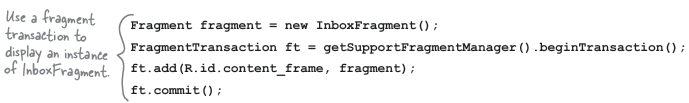 Use a fragment
transaction to
display an instance
of InboxFragment.
Fragment fragment = new InboxFragment();
FragmentTransaction ft = getSupportFragmentManager().beginTransaction();
ft.add(R.id.content_frame, fragment);
ft.commit();